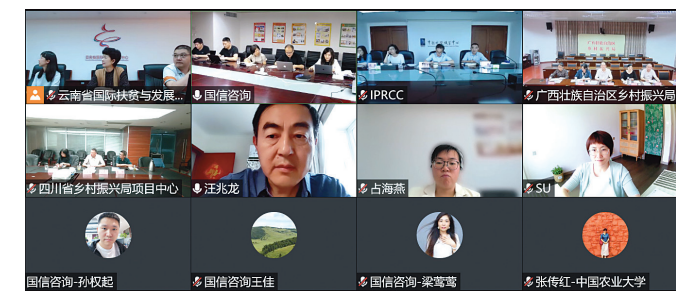 云南省国际扶贫与发展...
国信咨询
IPRCC
广西壮族自治区乡村振兴局
四川省乡村振兴局项目中心
汪兆龙
占海燕
SU
国信咨询-孙权起
国信咨询王佳
国信咨询-梁莺莺
张传红-中国农业大学